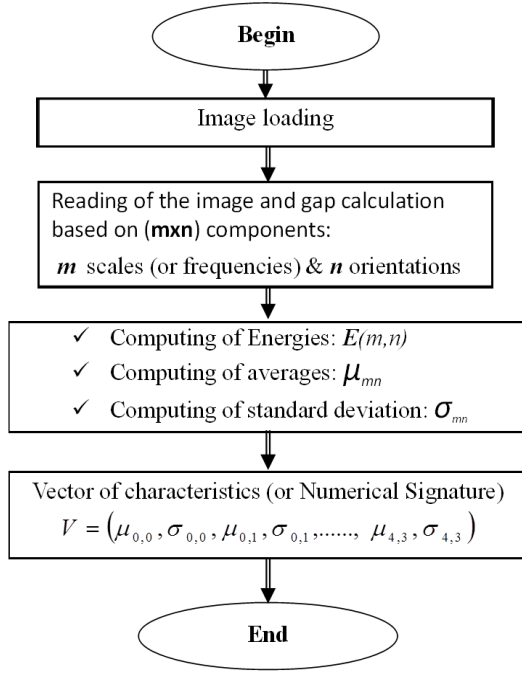 Begin
Image loading
Reading of the image and gap calculation
based on (mxn) components:
m scales (or frequencies) & n orientations
✓ Computing of Energies: E(m,n)
✓ Computing of averages: μmn
✓ Computing of standard deviation: σmn
Vector of characteristics (or Numerical Signature)
V = (μ0,0, σ0,0, μ0,1, σ0,1,......, μ4,3, σ4,3)
End